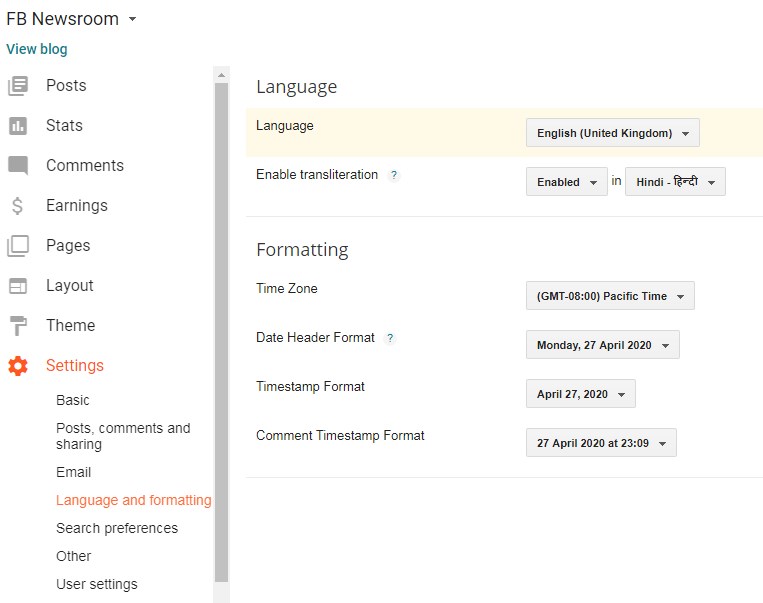 FB Newsroom
View blog
Posts
Stats
Comments
Earnings
Pages
Layout
Theme
Settings
Basic
Posts, comments and
sharing
Email
Language and formatting
Search preferences
Other
User settings
Language
Language English (United Kingdom)
Enable transliteration ? Enabled in Hindi - हिन्दी
Formatting
Time Zone (GMT-08:00) Pacific Time
Date Header Format ? Monday, 27 April 2020
Timestamp Format April 27, 2020
Comment Timestamp Format 27 April 2020 at 23:09